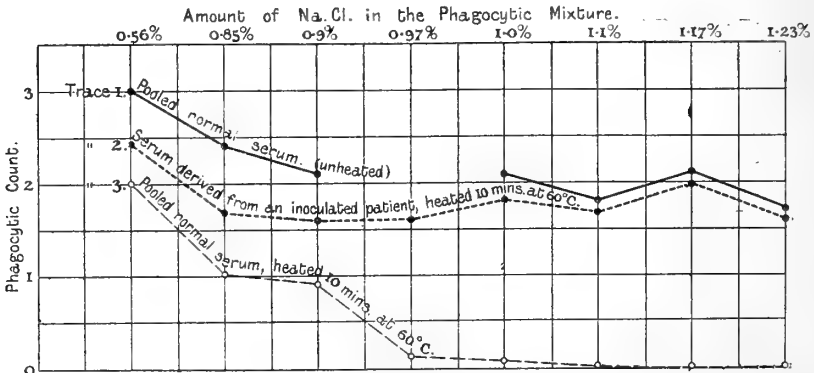 Amount of Na.Cl. in the Phagocytic Mixture.
0.56% 0.85% 0.9% 0.97% 1.0% 1.1% 1.17% 1.23%
Phagocytic Count.
3
2
1
0
Trace 1. Pooled normal serum. (unheated)
" 2. Serum derived from an inoculated patient, heated 10 mins. at 60°C.
" 3. Pooled normal serum, heated 10 mins. at 60°C.